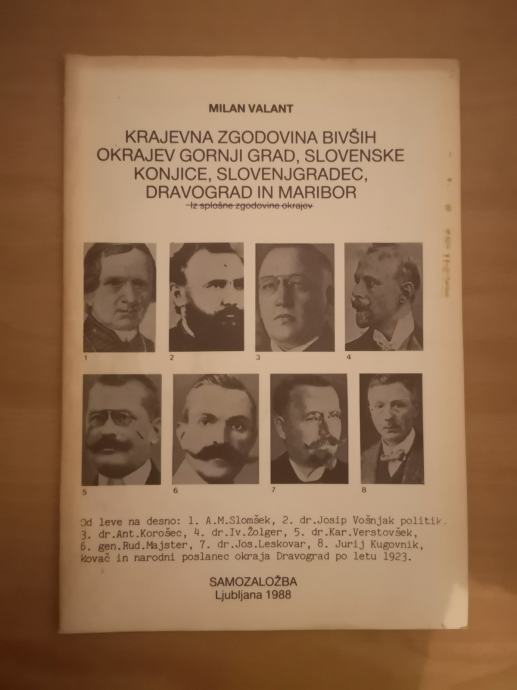 MILAN VALANT
KRAJEVNA ZGODOVINA BIVŠIH
OKRAJEV GORNJI GRAD, SLOVENSKE
KONJICE, SLOVENJGRADEC,
DRAVOGRAD IN MARIBOR
Iz splošne zgodovine okrajev
1 2 3 4
5 6 7 8
Od leve na desno: 1. A.M.Slomšek, 2. dr.Josip Vošnjak politik.
3. dr.Ant.Korošec, 4. dr.Iv.Žolger, 5. dr.Kar.Verstovšek,
6. gen.Rud.Majster, 7. dr.Jos.Leskovar, 8. Jurij Kugovnik,
kovač in narodni poslanec okraja Dravograd po letu 1923.
SAMOZALOŽBA
Ljubljana 1988